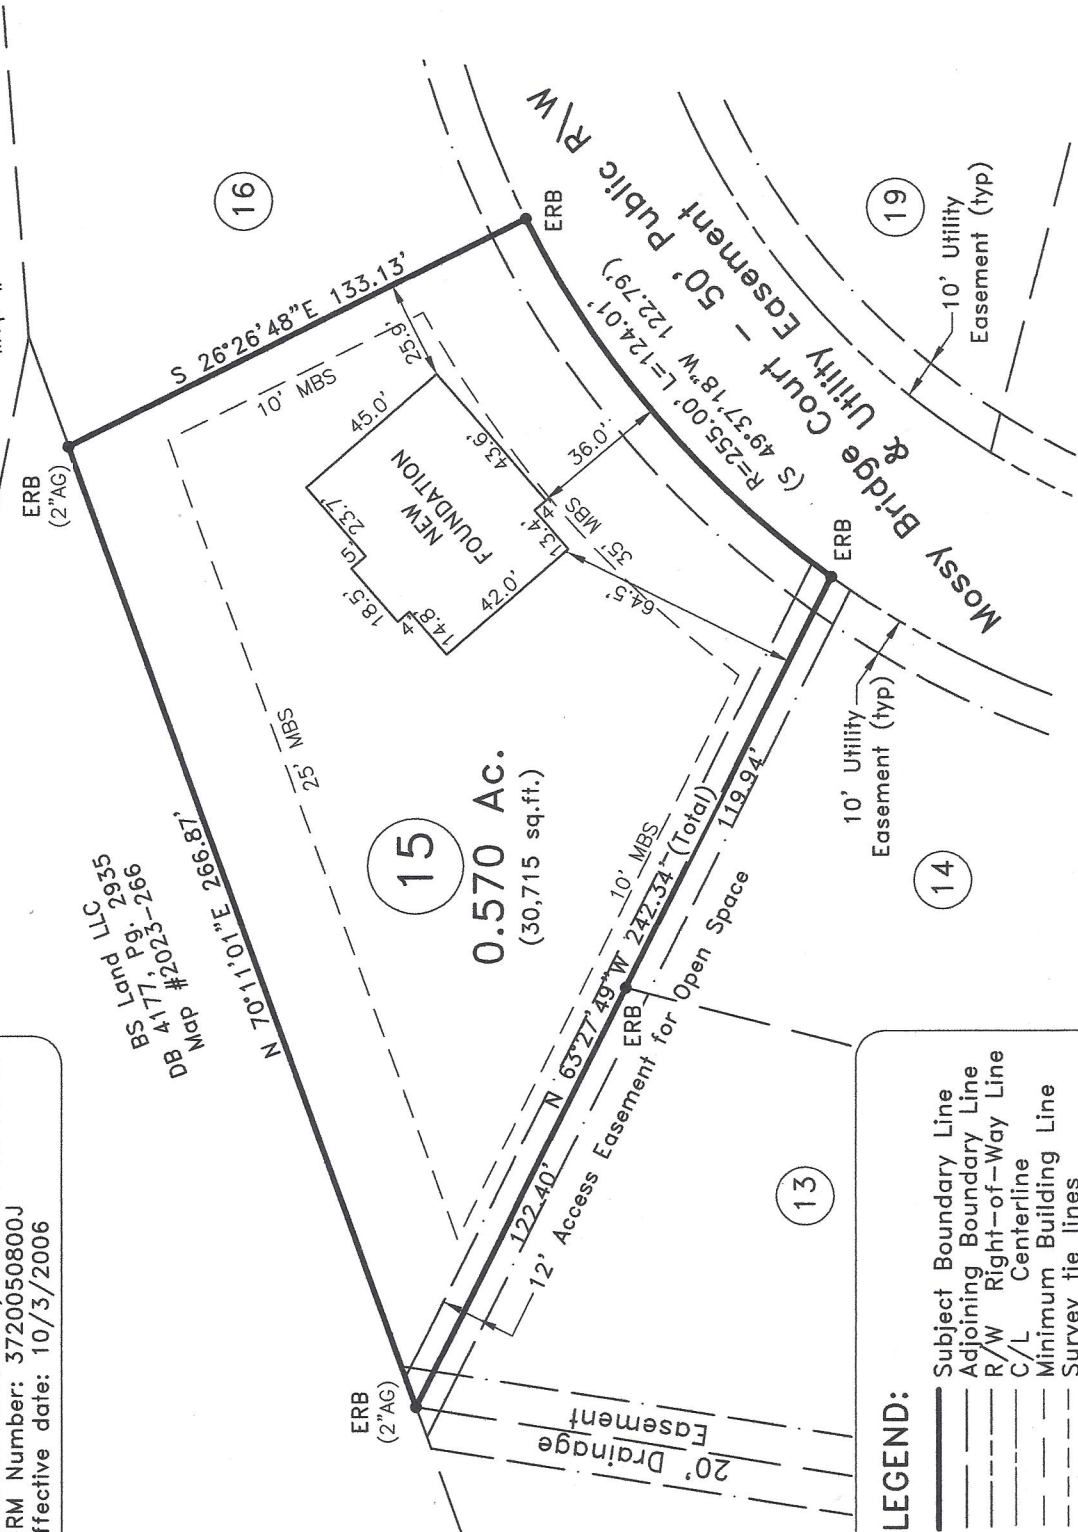 RM Number: 3720050800J
ffective date: 10/3/2006
BS Land LLC
DB 4177, Pg. 2935
Map #2023-266
N 70°11'01"E 266.87'
ERB
(2"AG)
ERB
(2"AG)
S 26°26'48"E 133.13'
16
10' MBS
25' MBS
45.0'
25.9'
43.6'
23.7'
5'
18.5'
4'
14.8'
42.0'
13.4'
4'
NEW
FOUNDATION
36.0'
35' MBS
64.5'
15
0.570 Ac.
(30,715 sq.ft.)
10' MBS
N 63°27'49"W 242.34' (Total)
122.40'
119.94'
ERB
ERB
ERB
12' Access Easement for Open Space
R=255.00' L=124.01'
(S 49°37'18"W 122.79')
Mossy Bridge Court - 50' Public R\W
& Utility Easement
10' Utility
Easement (typ)
19
10' Utility
Easement (typ)
14
13
20' Drainage
Easement
LEGEND:
Subject Boundary Line
Adjoining Boundary Line
R/W Right-of-Way Line
C/L Centerline
Minimum Building Line
Survey tie lines